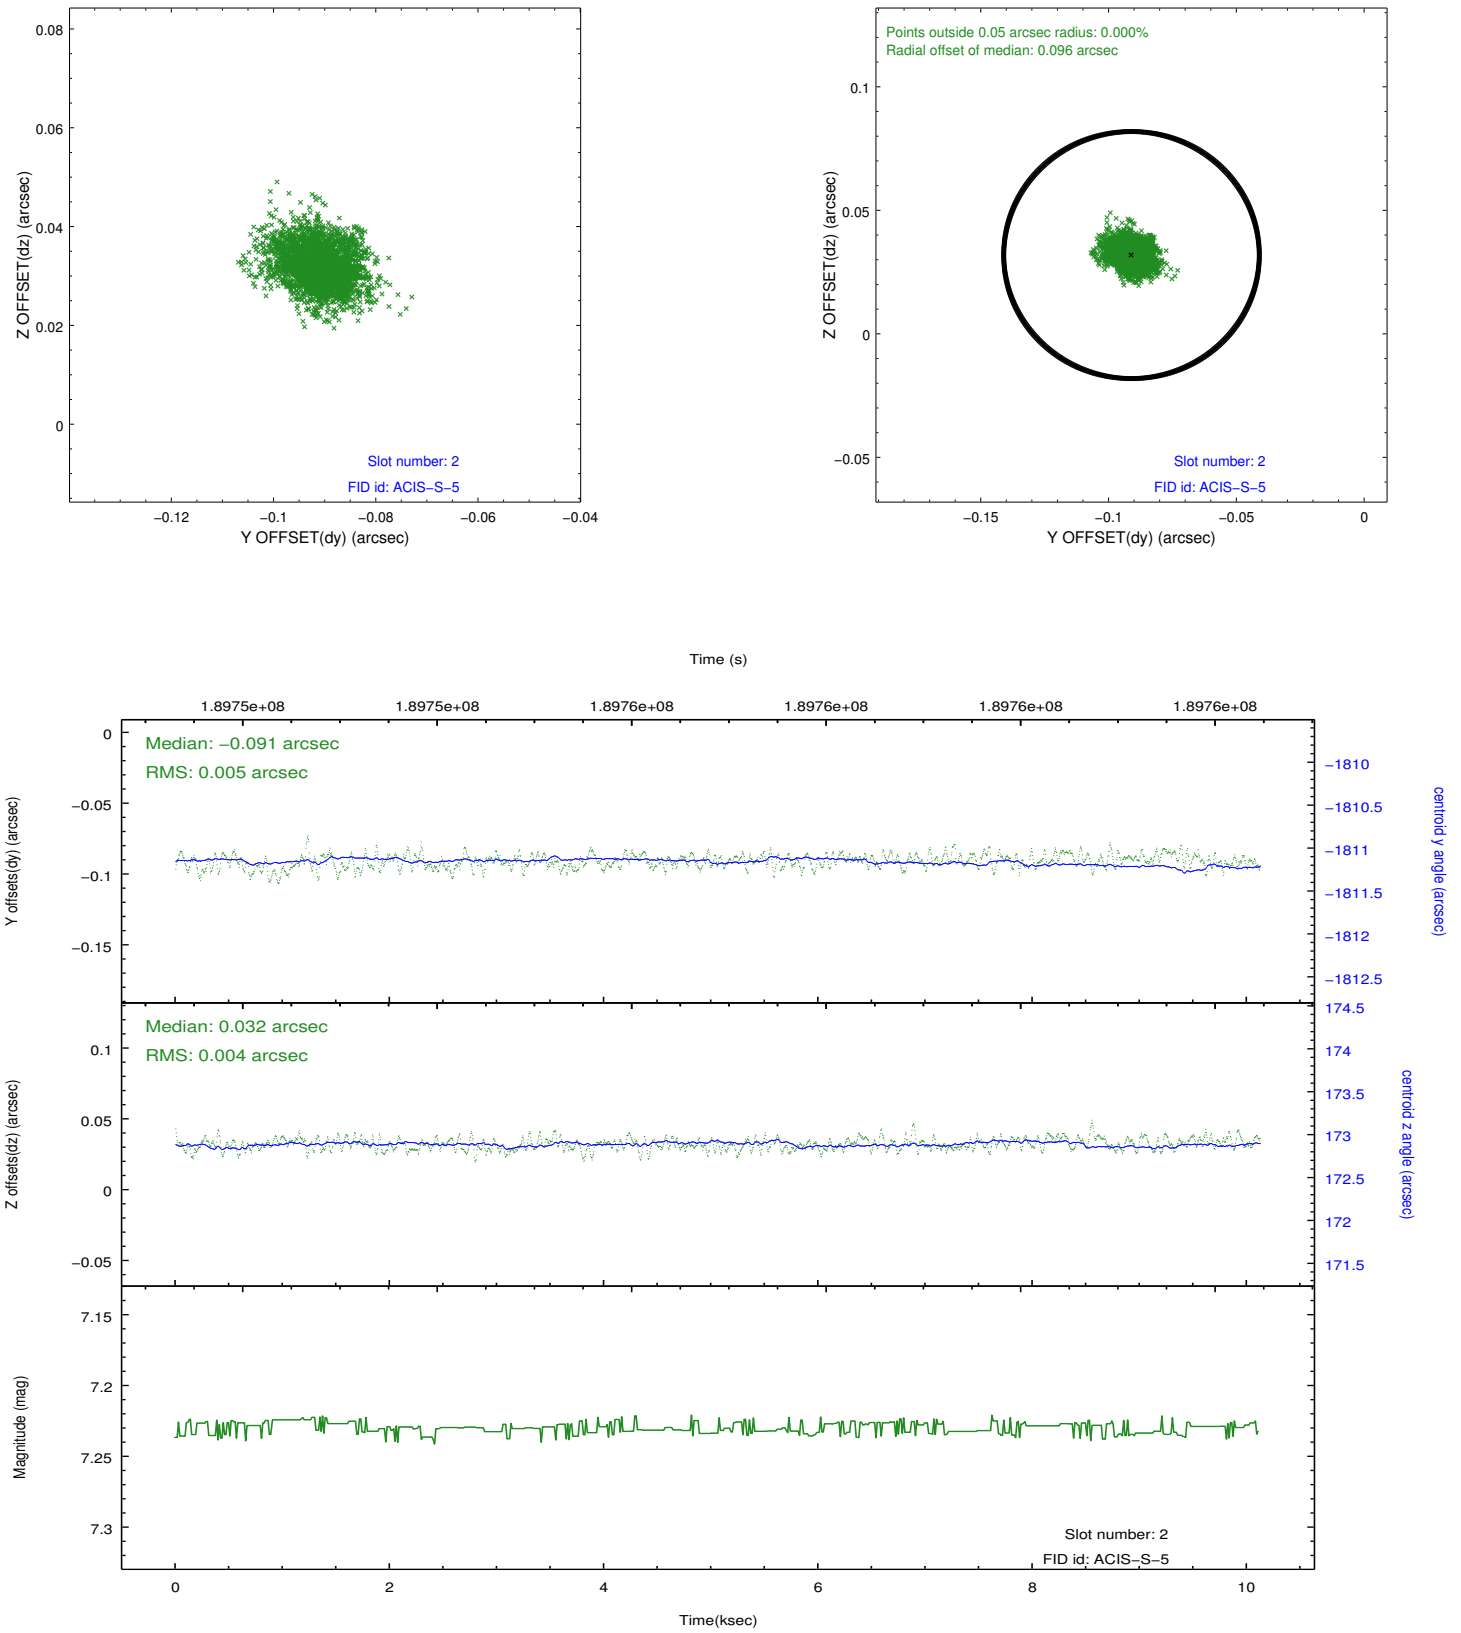 0.08
0.06
0.04
0.02
0
Z OFFSET(dz) (arcsec)
Slot number: 2
FID id: ACIS−S−5
−0.12 −0.1 −0.08 −0.06 −0.04
Y OFFSET(dy) (arcsec)
Points outside 0.05 arcsec radius: 0.000%
Radial offset of median: 0.096 arcsec
0.1
0.05
0
−0.05
Z OFFSET(dz) (arcsec)
Slot number: 2
FID id: ACIS−S−5
−0.15 −0.1 −0.05 0
Y OFFSET(dy) (arcsec)
Time (s)
1.8975e+08 1.8975e+08 1.8976e+08 1.8976e+08 1.8976e+08 1.8976e+08
Median: −0.091 arcsec
RMS: 0.005 arcsec
0
−0.05
−0.1
−0.15
Y offsets(dy) (arcsec)
−1810
−1810.5
−1811
−1811.5
−1812
−1812.5
centroid y angle (arcsec)
Median: 0.032 arcsec
RMS: 0.004 arcsec
0.1
0.05
0
−0.05
Z offsets(dz) (arcsec)
174.5
174
173.5
173
172.5
172
171.5
centroid z angle (arcsec)
7.15
7.2
7.25
7.3
Magnitude (mag)
Slot number: 2
FID id: ACIS−S−5
0 2 4 6 8 10
Time(ksec)